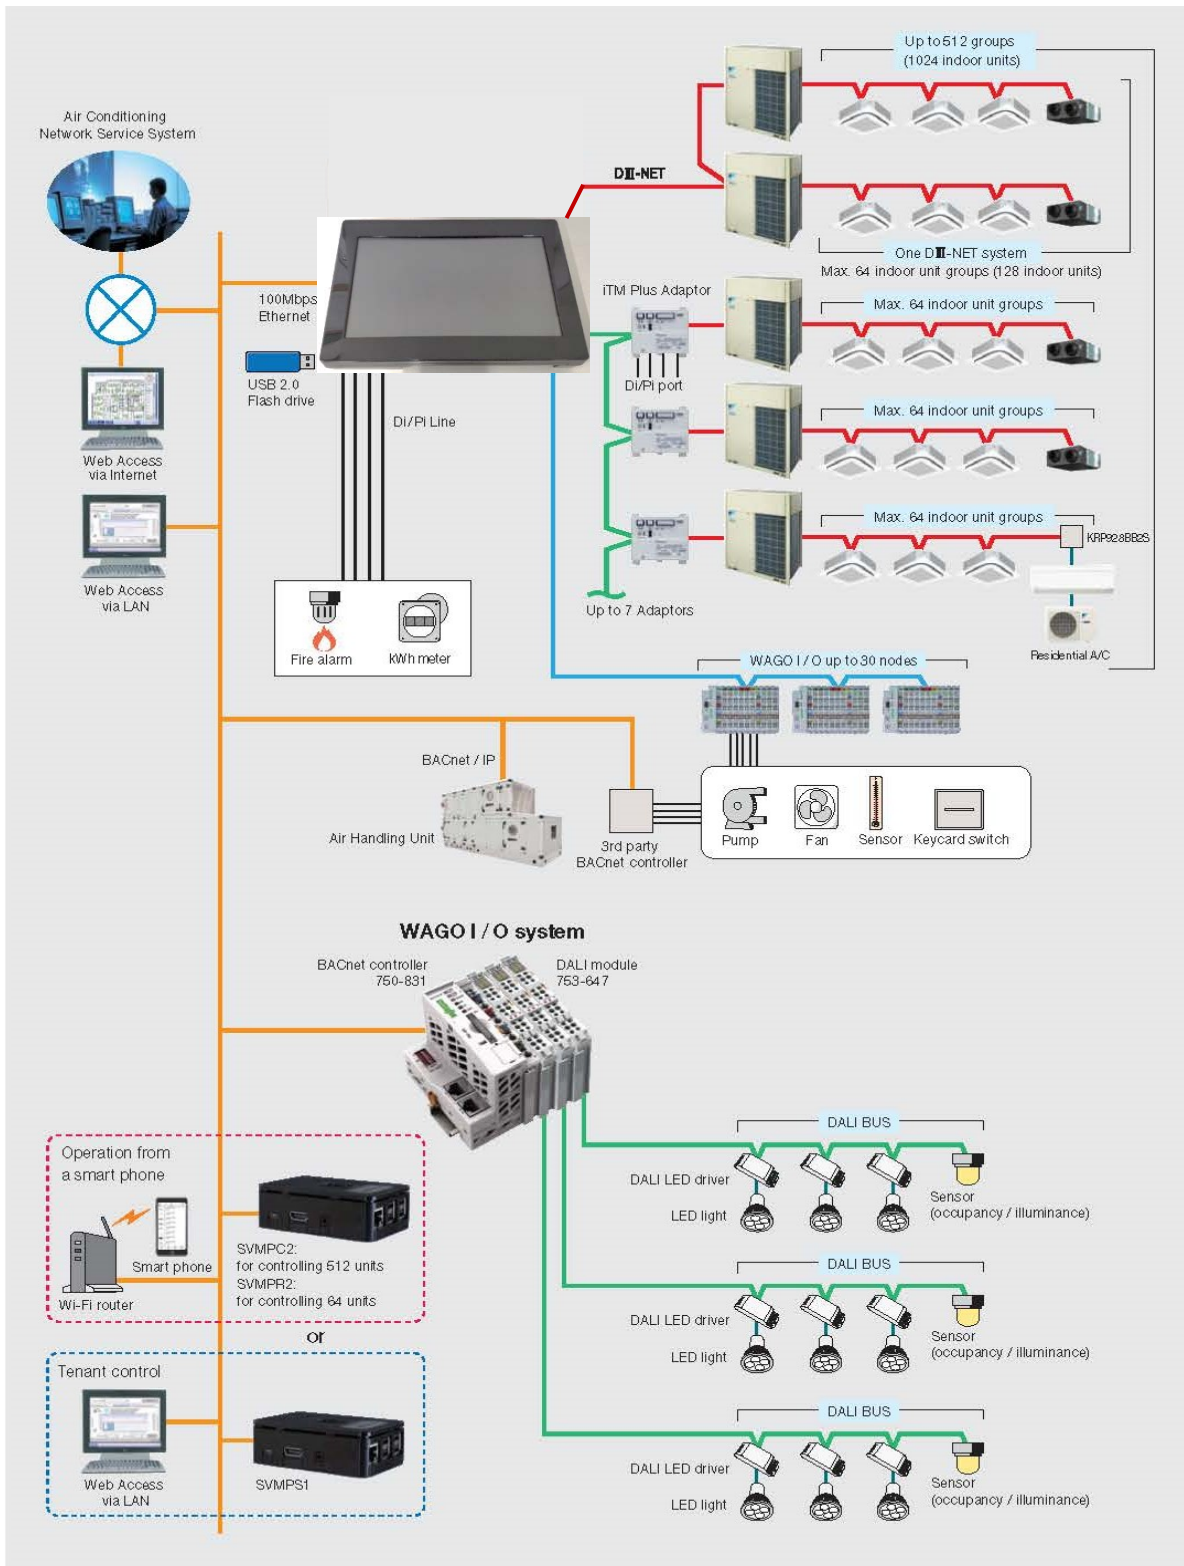 Up to 512 groups
(1024 indoor units)
Air Conditioning
Network Service System
DⅢ-NET
One DⅢ-NET system
Max. 64 indoor unit groups (128 indoor units)
100Mbps
Ethernet
iTM Plus Adaptor
Max. 64 indoor unit groups
USB 2.0
Flash drive
Di/Pi port
Di/Pi Line
Max. 64 indoor unit groups
Web Access
via Internet
Max. 64 indoor unit groups
KRP928BB2S
Web Access
via LAN
Up to 7 Adaptors
Fire alarm
kWh meter
Residential A/C
WAGO I / O up to 30 nodes
BACnet / IP
Air Handling Unit
3rd party
BACnet controller
Pump
Fan
Sensor
Keycard switch
WAGO I / O system
BACnet controller
750-831
DALI module
753-647
DALI BUS
DALI LED driver
LED light
Sensor
(occupancy / illuminance)
Operation from
a smart phone
Smart phone
Wi-Fi router
SVMPC2:
for controlling 512 units
SVMPR2:
for controlling 64 units
DALI BUS
DALI LED driver
LED light
Sensor
(occupancy / illuminance)
or
Tenant control
Web Access
via LAN
SVMPS1
DALI BUS
DALI LED driver
LED light
Sensor
(occupancy / illuminance)